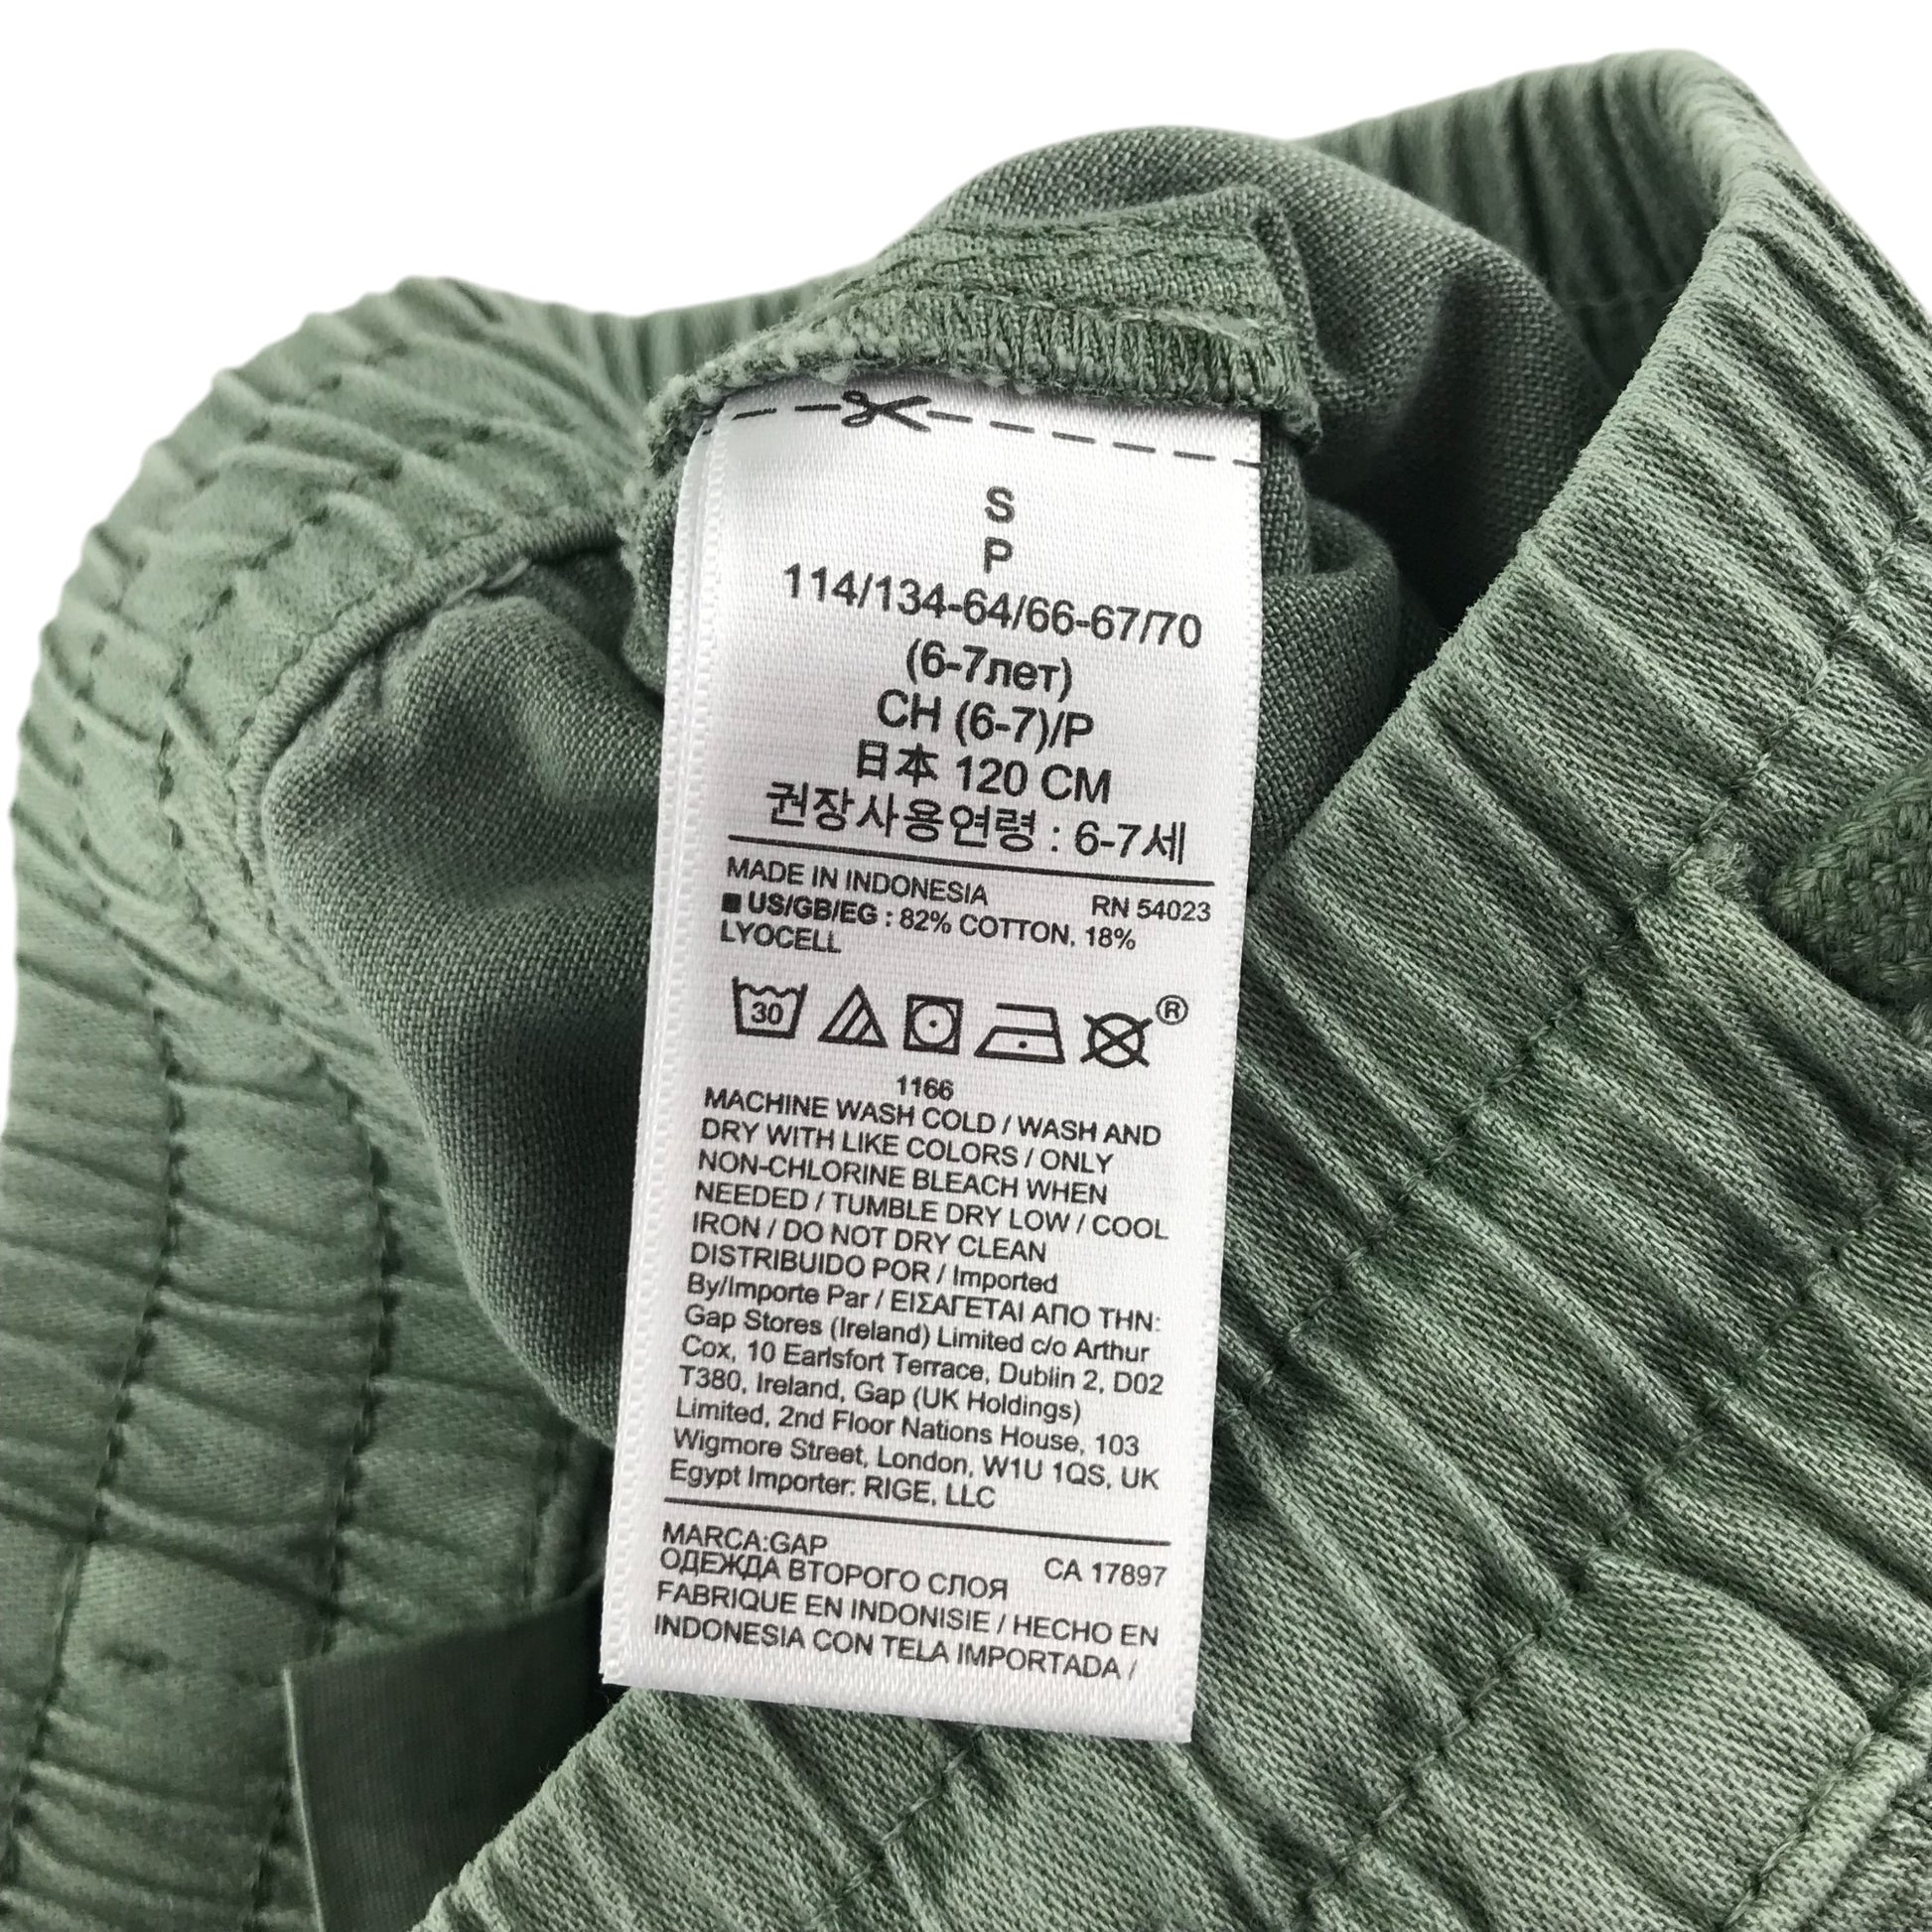 S
P
114/134-64/66-67/70
(6-7лет)
CH (6-7)/P
日本 120 CM
권장사용연령 : 6-7세
MADE IN INDONESIA RN 54023
■ US/GB/EG : 82% COTTON, 18%
LYOCELL
30 ®
1166
MACHINE WASH COLD / WASH AND
DRY WITH LIKE COLORS / ONLY
NON-CHLORINE BLEACH WHEN
NEEDED / TUMBLE DRY LOW / COOL
IRON / DO NOT DRY CLEAN
DISTRIBUIDO POR / Imported
By/Importe Par / ΕΙΣΑΓΕΤΑΙ ΑΠΟ ΤΗΝ:
Gap Stores (Ireland) Limited c/o Arthur
Cox, 10 Earlsfort Terrace, Dublin 2, D02
T380, Ireland, Gap (UK Holdings)
Limited, 2nd Floor Nations House, 103
Wigmore Street, London, W1U 1QS, UK
Egypt Importer: RIGE, LLC
MARCA:GAP CA 17897
ОДЕЖДА ВТОРОГО СЛОЯ
FABRIQUE EN INDONISIE / HECHO EN
INDONESIA CON TELA IMPORTADA /